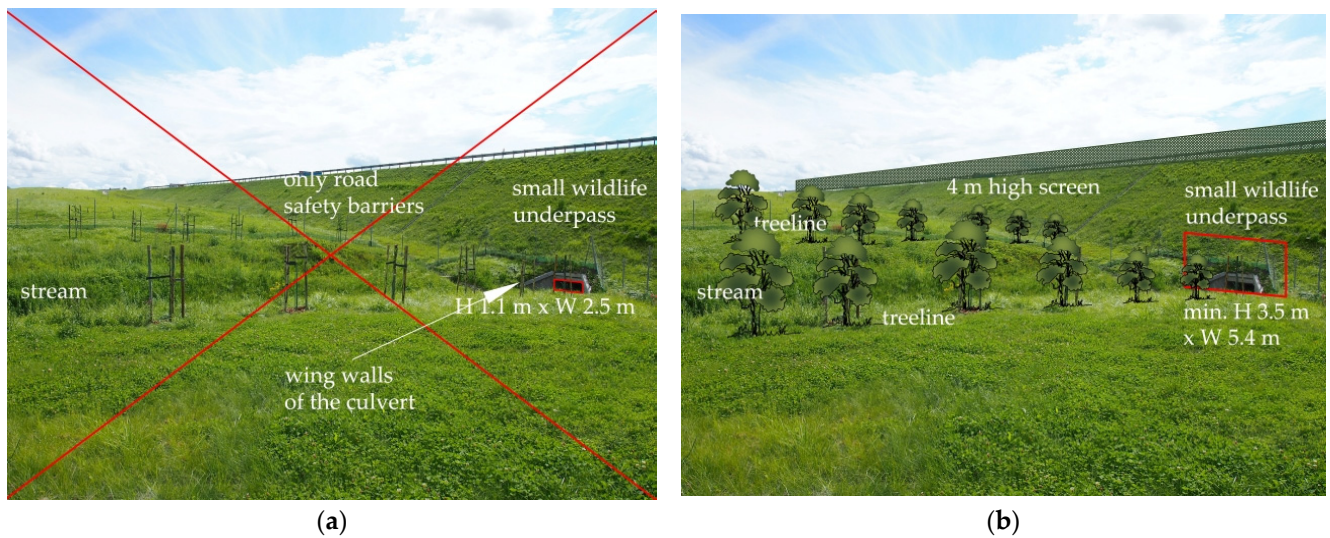 only road
safety barriers
small wildlife
underpass
stream
H 1.1 m x W 2.5 m
wing walls
of the culvert
(a)
4 m high screen
small wildlife
underpass
treeline
stream
treeline
min. H 3.5 m
x W 5.4 m
(b)